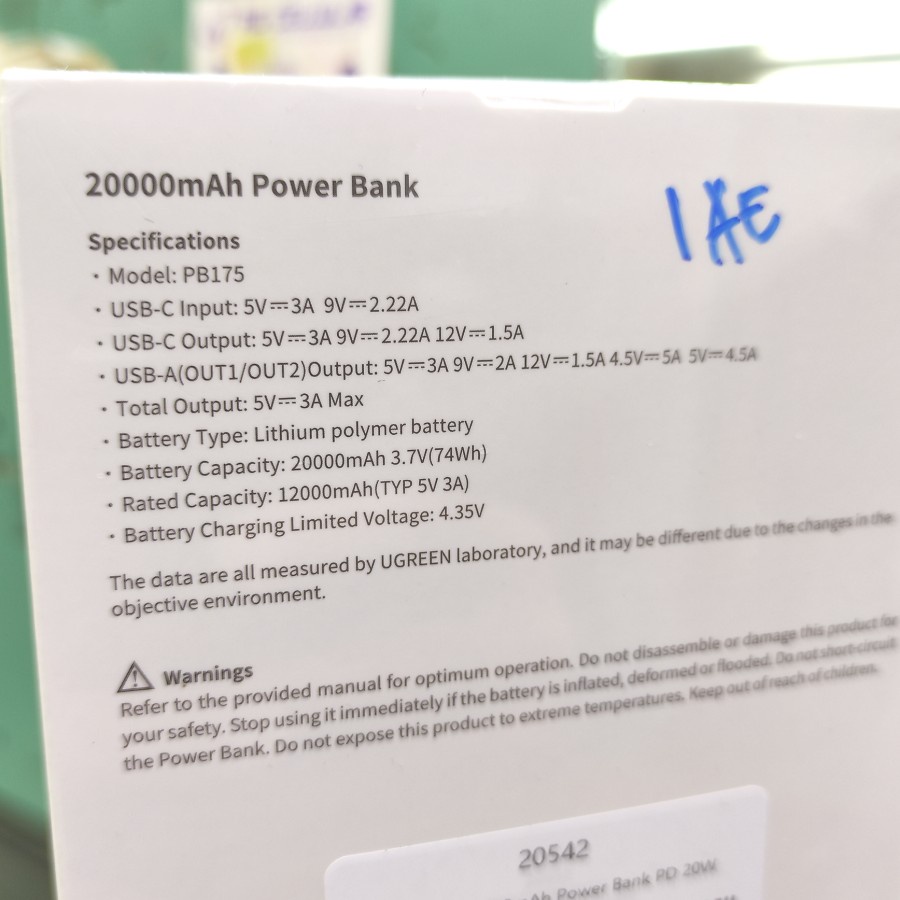 20000mAh Power Bank
1 AE
Specifications
· Model: PB175
· USB-C Input: 5V⎓3A 9V⎓2.22A
· USB-C Output: 5V⎓3A 9V⎓2.22A 12V⎓1.5A
· USB-A(OUT1/OUT2)Output: 5V⎓3A 9V⎓2A 12V⎓1.5A 4.5V⎓5A 5V⎓4.5A
· Total Output: 5V⎓3A Max
· Battery Type: Lithium polymer battery
· Battery Capacity: 20000mAh 3.7V(74Wh)
· Rated Capacity: 12000mAh(TYP 5V 3A)
· Battery Charging Limited Voltage: 4.35V
The data are all measured by UGREEN laboratory, and it may be different due to the changes in the
objective environment.
Warnings
Refer to the provided manual for optimum operation. Do not disassemble or damage this product for
your safety. Stop using it immediately if the battery is inflated, deformed or flooded. Do not short-circuit
the Power Bank. Do not expose this product to extreme temperatures. Keep out of reach of children.
20542
Power Bank PD 20W